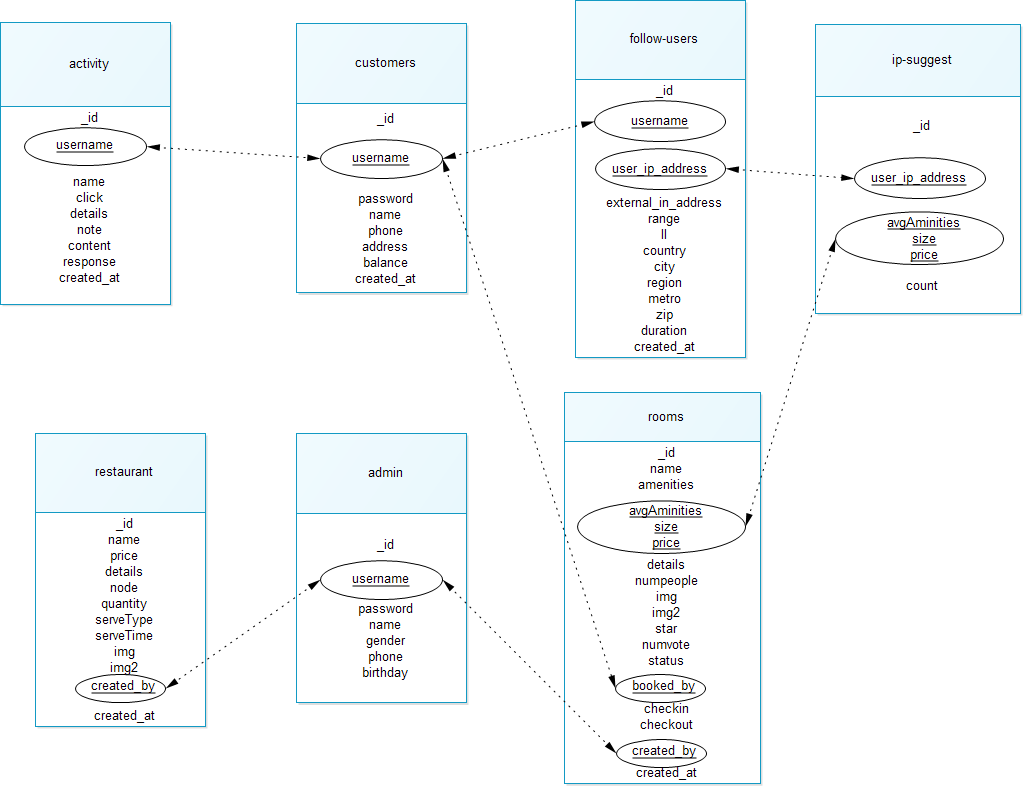 activity
_id
username
name
click
details
note
content
response
created_at
customers
_id
username
password
name
phone
address
balance
created_at
follow-users
_id
username
user_ip_address
external_in_address
range
ll
country
city
region
metro
zip
duration
created_at
ip-suggest
_id
user_ip_address
avgAminities
size
price
count
restaurant
_id
name
price
details
node
quantity
serveType
serveTime
img
img2
created_by
created_at
admin
_id
username
password
name
gender
phone
birthday
rooms
_id
name
amenities
avgAminities
size
price
details
numpeople
img
img2
star
numvote
status
booked_by
checkin
checkout
created_by
created_at